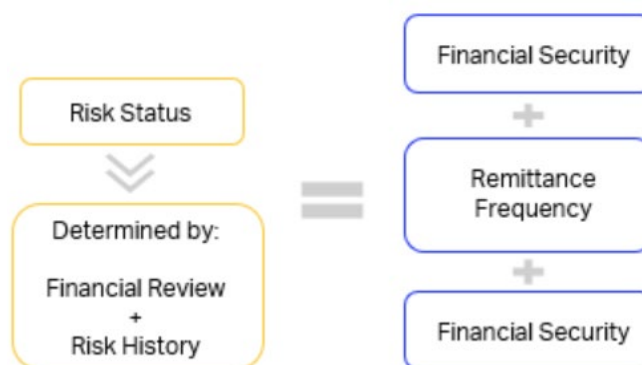 Risk Status
Determined by:
Financial Review
+
Risk History
Financial Security
Remittance
Frequency
Financial Security